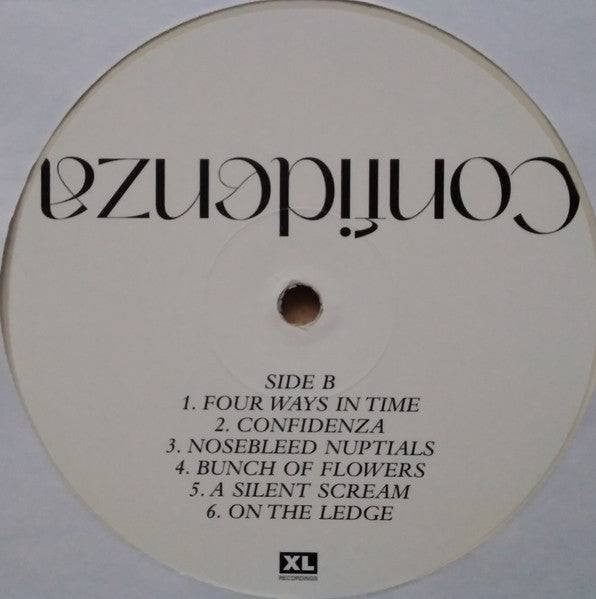 Confidenza
SIDE B
1. FOUR WAYS IN TIME
2. CONFIDENZA
3. NOSEBLEED NUPTIALS
4. BUNCH OF FLOWERS
5. A SILENT SCREAM
6. ON THE LEDGE
XL
RECORDINGS